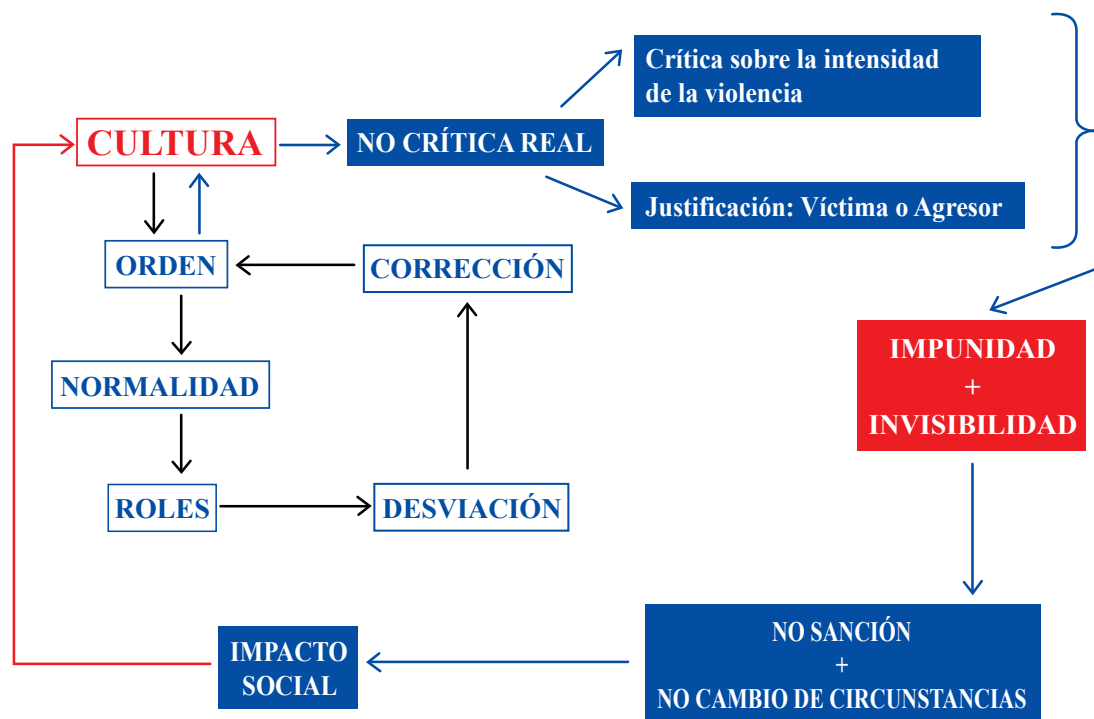 Crítica sobre la intensidad
de la violencia
CULTURA
NO CRÍTICA REAL
Justificación: Víctima o Agresor
ORDEN
CORRECCIÓN
NORMALIDAD
IMPUNIDAD
+
INVISIBILIDAD
ROLES
DESVIACIÓN
IMPACTO
SOCIAL
NO SANCIÓN
+
NO CAMBIO DE CIRCUNSTANCIAS